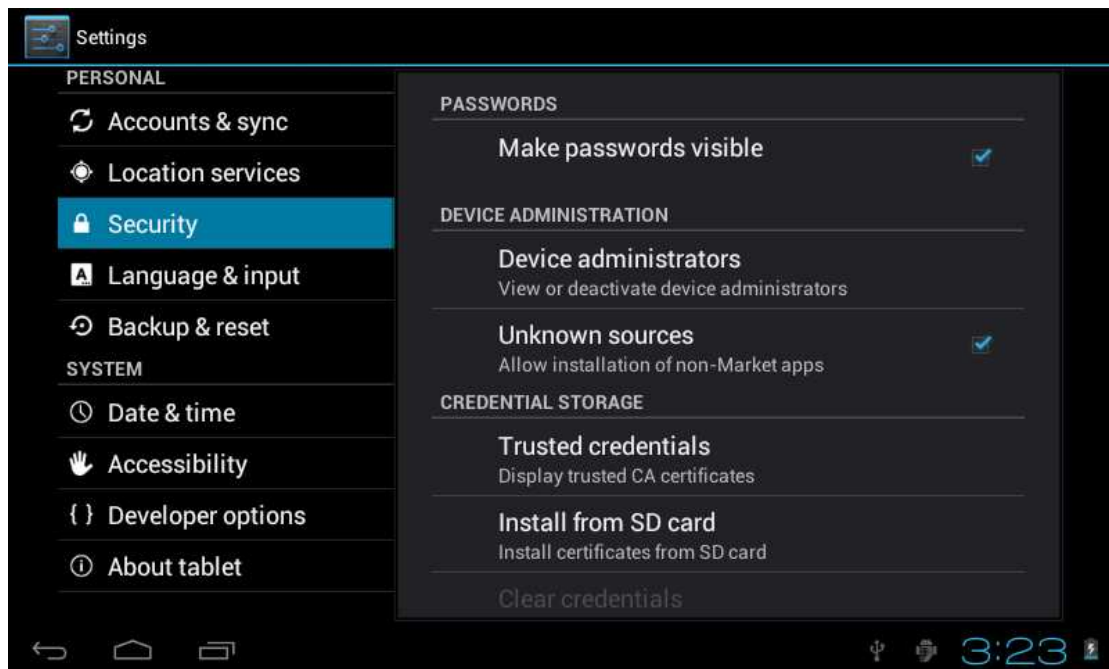 Settings
PERSONAL
Accounts & sync
Location services
Security
Language & input
Backup & reset
SYSTEM
Date & time
Accessibility
{ } Developer options
About tablet
PASSWORDS
Make passwords visible
DEVICE ADMINISTRATION
Device administrators
View or deactivate device administrators
Unknown sources
Allow installation of non-Market apps
CREDENTIAL STORAGE
Trusted credentials
Display trusted CA certificates
Install from SD card
Install certificates from SD card
Clear credentials
3:23